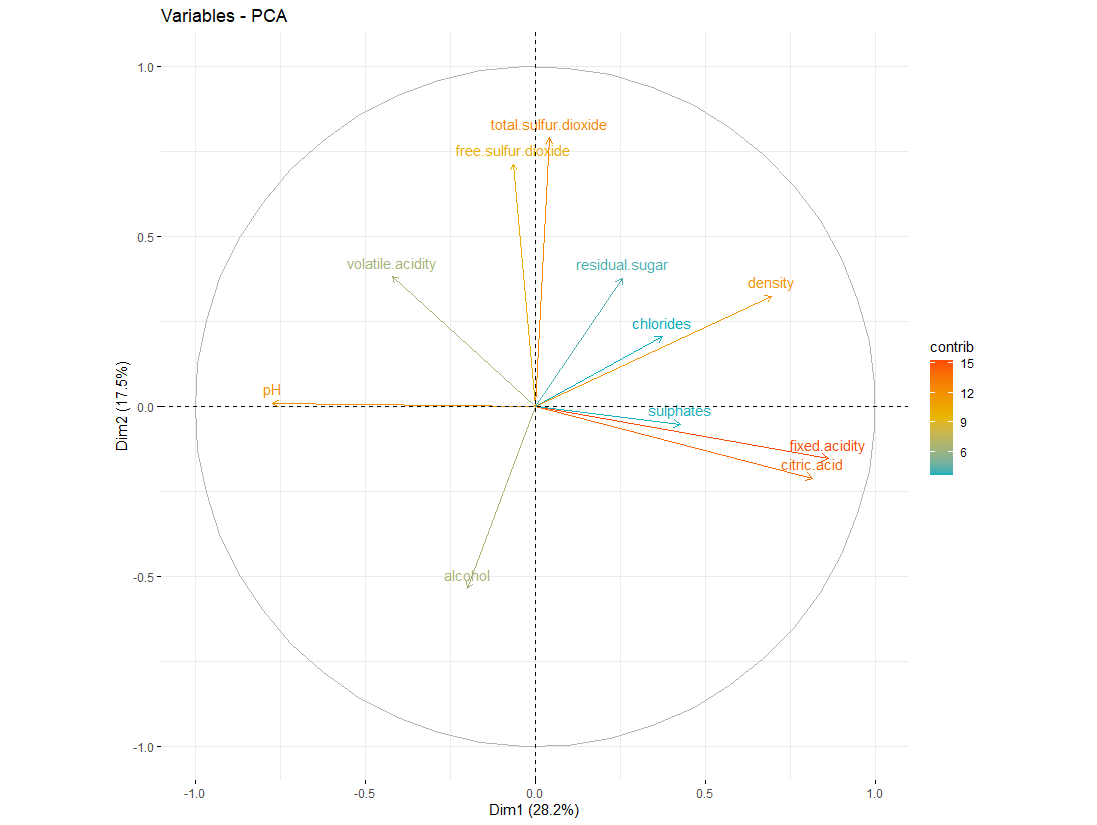 Variables - PCA
1.0
total.sulfur.dioxide
free.sulfur.dioxide
0.5
volatile.acidity
residual.sugar
density
chlorides
contrib
15
12
9
6
pH
0.0
sulphates
fixed.acidity
citric.acid
Dim2 (17.5%)
-0.5
alcohol
-1.0
-1.0
-0.5
0.0
0.5
1.0
Dim1 (28.2%)